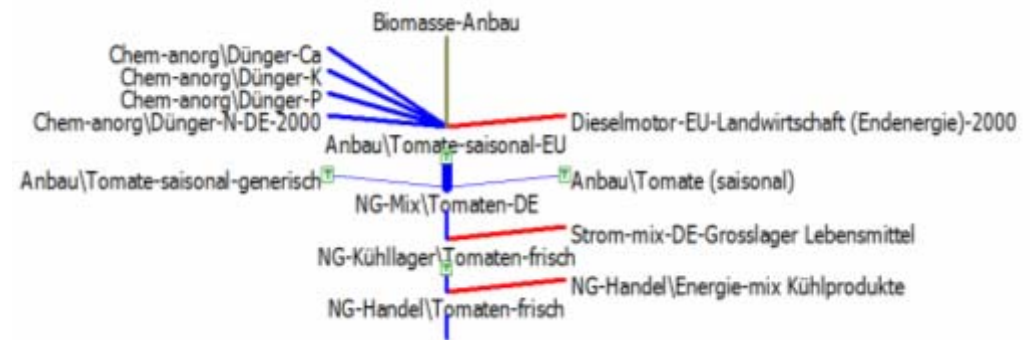 Biomasse-Anbau
Chem-anorg\Dünger-Ca
Chem-anorg\Dünger-K
Chem-anorg\Dünger-P
Chem-anorg\Dünger-N-DE-2000
Dieselmotor-EU-Landwirtschaft (Endenergie)-2000
Anbau\Tomate-saisonal-EU
Anbau\Tomate-saisonal-generisch
Anbau\Tomate (saisonal)
NG-Mix\Tomaten-DE
Strom-mix-DE-Grosslager Lebensmittel
NG-Kühllager\Tomaten-frisch
NG-Handel\Energie-mix Kühlprodukte
NG-Handel\Tomaten-frisch